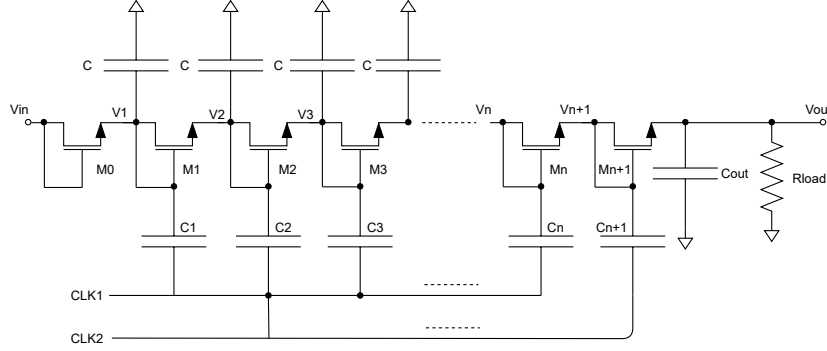 C C C C
Vin V1 V2 V3 Vn Vn+1 Vou
M0 M1 M2 M3 Mn Mn+1
Cout Rload
C1 C2 C3 Cn Cn+1
CLK1
CLK2